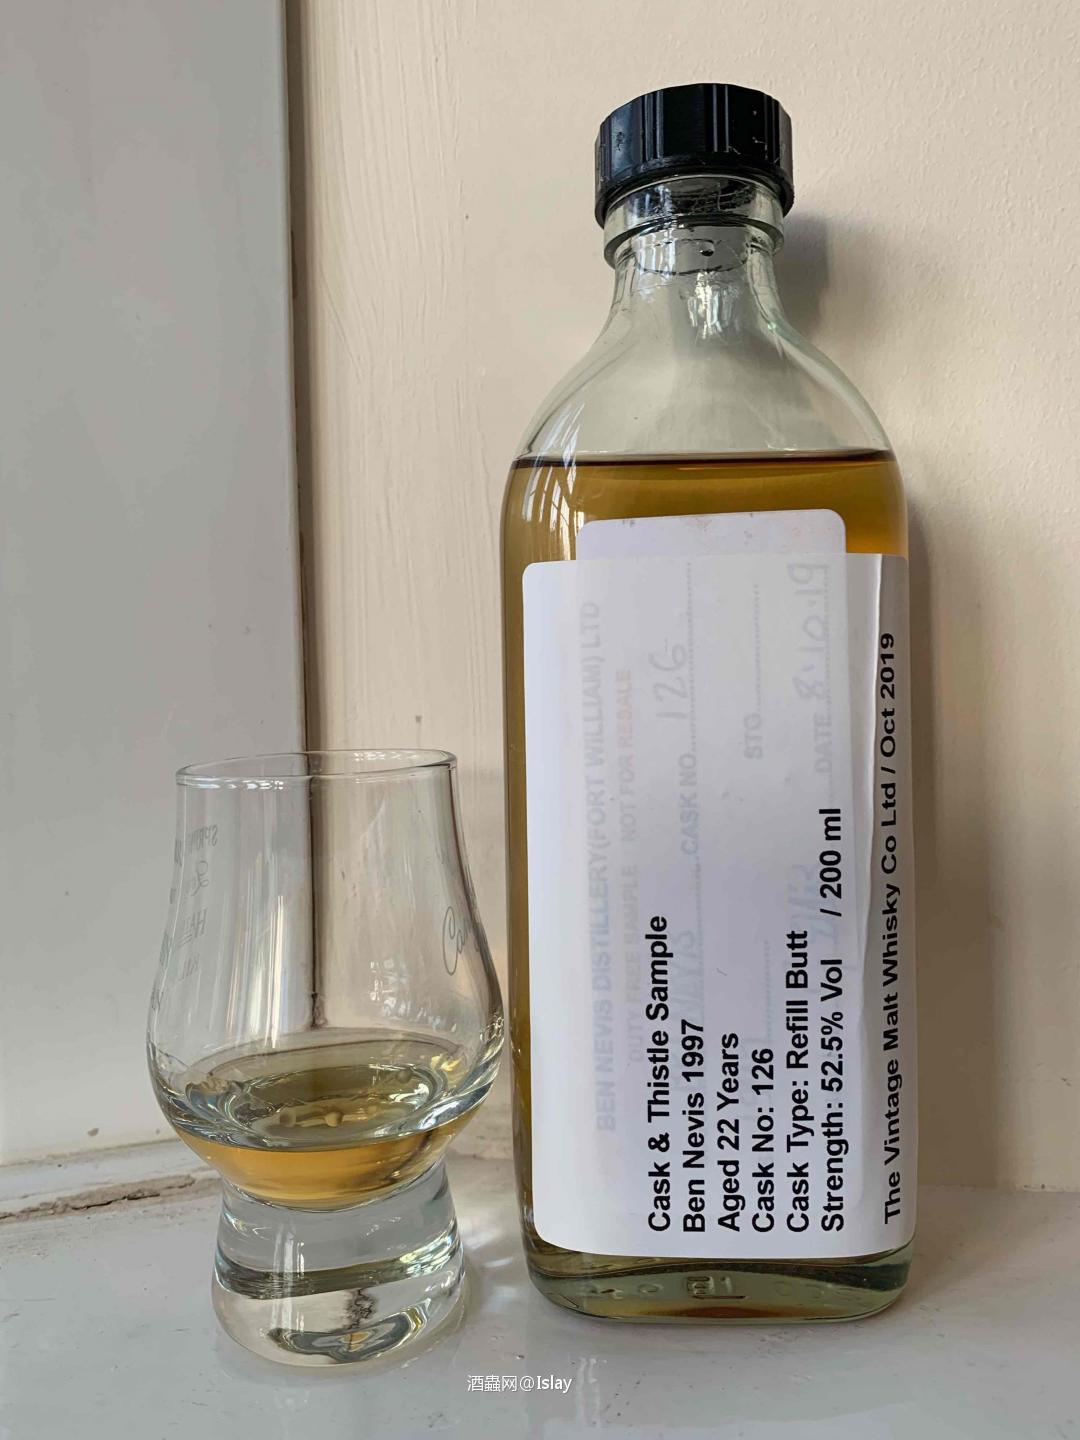 Cask & Thistle Sample
Ben Nevis 1997
Aged 22 Years
Cask No: 126
Cask Type: Refill Butt
Strength: 52.5% Vol / 200 ml
The Vintage Malt Whisky Co Ltd / Oct 2019
BEN NEVIS DISTILLERY (FORT WILLIAM) LTD
DUTY FREE SAMPLE NOT FOR RESALE
CASK NO. 126
STG
DATE 8.10.19
酒蟲网@Islay